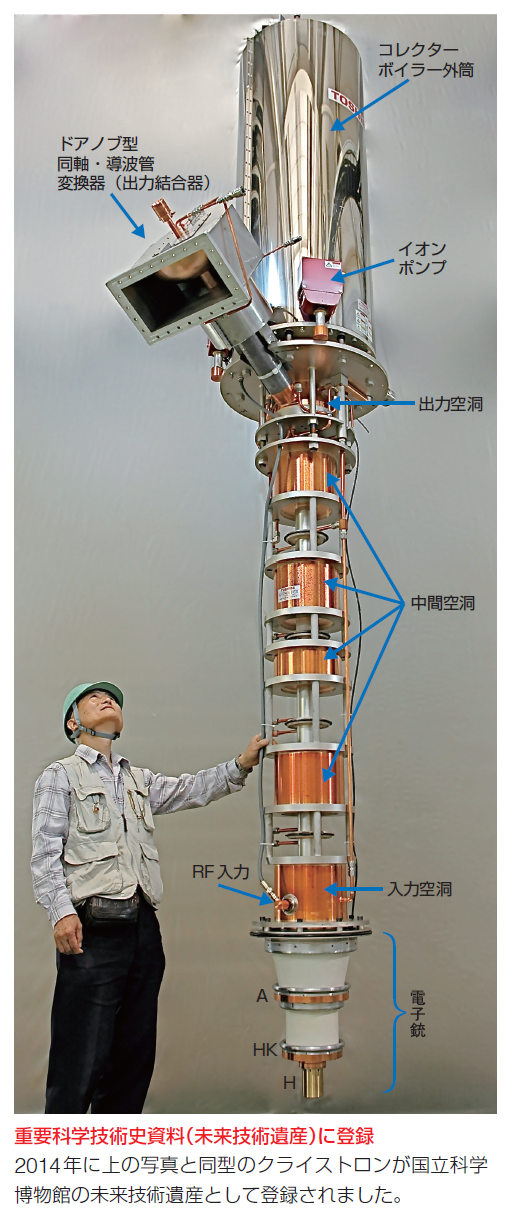 コレクター
ボイラー外筒
TOS
ドアノブ型
同軸・導波管
変換器（出力結合器）
イオン
ポンプ
出力空洞
中間空洞
RF入力
入力空洞
A
電子銃
HK
H
重要科学技術史資料（未来技術遺産）に登録
2014年に上の写真と同型のクライストロンが国立科学
博物館の未来技術遺産として登録されました。